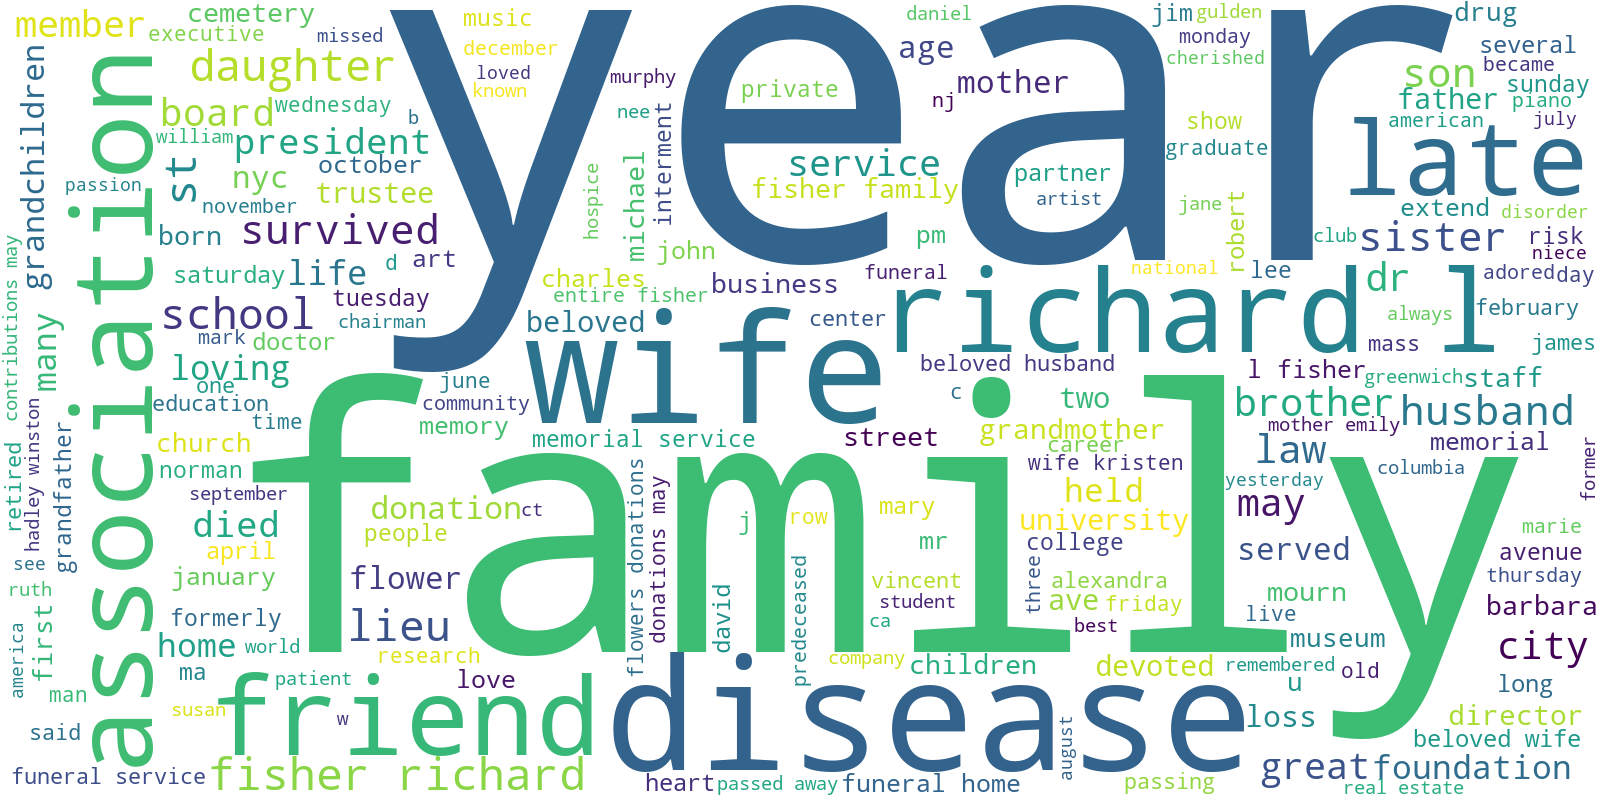 year
family
disease
association
wife
richard l
late
friend
fisher richard
member
cemetery
executive
missed
music
december
loved
known
daniel
jim
gulden
monday
cherished
drug
several
became
sunday
daughter
board
wednesday
william
president
b
murphy
nee
private
age
mother
nj
son
father
piano
american
july
grandchildren
passion
st
nyc
october
trustee
november
born
survived
d
art
hospice
michael
interment
service
fisher family
john
pm
partner
artist
show
graduate
jane
robert
extend
disorder
club
sister
risk
niece
contributions may
saturday
life
school
tuesday
chairman
mark
doctor
charles
entire fisher
business
funeral
beloved
center
national
lee
dr
adored
day
always
february
mass
james
many
loving
one
education
time
june
community
memory
memorial service
beloved husband
c
street
two
grandmother
career
l fisher
greenwich
staff
brother
husband
mother emily
memorial
retired
hadley winston
grandfather
church
norman
september
died
april
january
wife kristen
held
university
college
law
columbia
yesterday
may
former
marie
avenue
thursday
served
see
ruth
first
america
man
said
formerly
home
world
ma
susan
donation
ct
people
flower
lieu
research
patient
love
w
flowers donations
donations may
david
j
row
predeceased
mary
mr
vincent
student
ca
company
children
three
alexandra
ave
friday
best
devoted
mourn
live
museum
remembered
old
u
loss
barbara
city
long
director
beloved wife
great
foundation
real estate
passing
funeral service
heart
passed away
funeral home
august